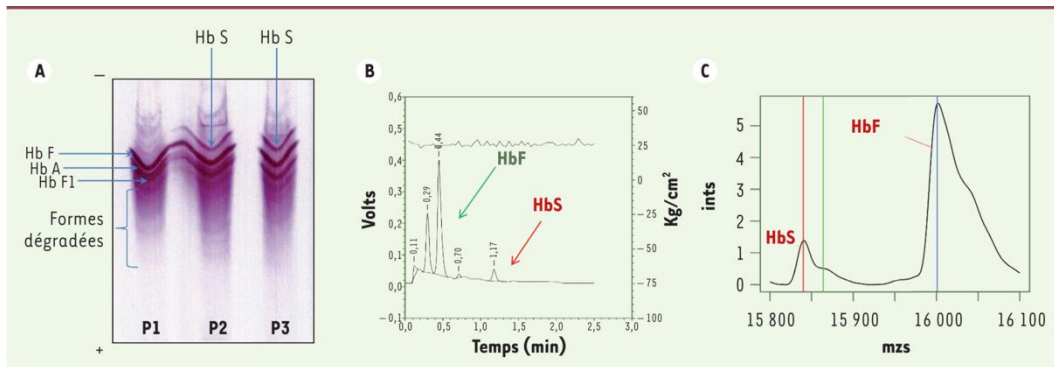 Hb S
Hb S
A
−
Hb F
Hb A
Hb F1
Formes
dégradées
+
P1
P2
P3
B
Volts
0,6
0,5
0,4
0,3
0,2
0,1
0,0
−0,1
0,11
0,29
0,44
0,70
1,17
HbF
HbS
50
25
0
−25
−50
−75
−100
Kg/cm²
0,0
0,5
1,0
1,5
2,0
2,5
3,0
Temps (min)
C
ints
5
4
3
2
1
0
HbF
HbS
15 800
15 900
16 000
16 100
mzs